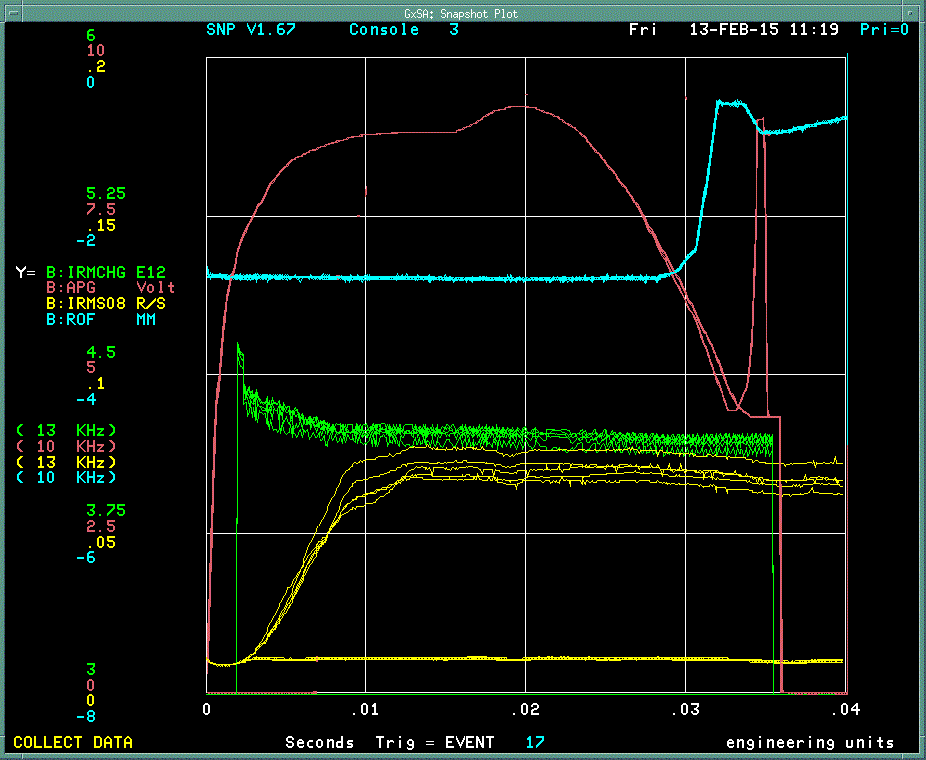 GxSA: Snapshot Plot
SNP V1.67 Console 3 Fri 13-FEB-15 11:19 Pri=0
6
10
.2
0
5.25
7.5
.15
-2
Y= B:IRMCHG E12
B:APG Volt
B:IRMS08 R/S
B:ROF MM
4.5
5
.1
-4
( 13 KHz)
( 10 KHz)
( 13 KHz)
( 10 KHz)
3.75
2.5
.05
-6
3
0
0
-8
0 .01 .02 .03 .04
COLLECT DATA Seconds Trig = EVENT 17 engineering units